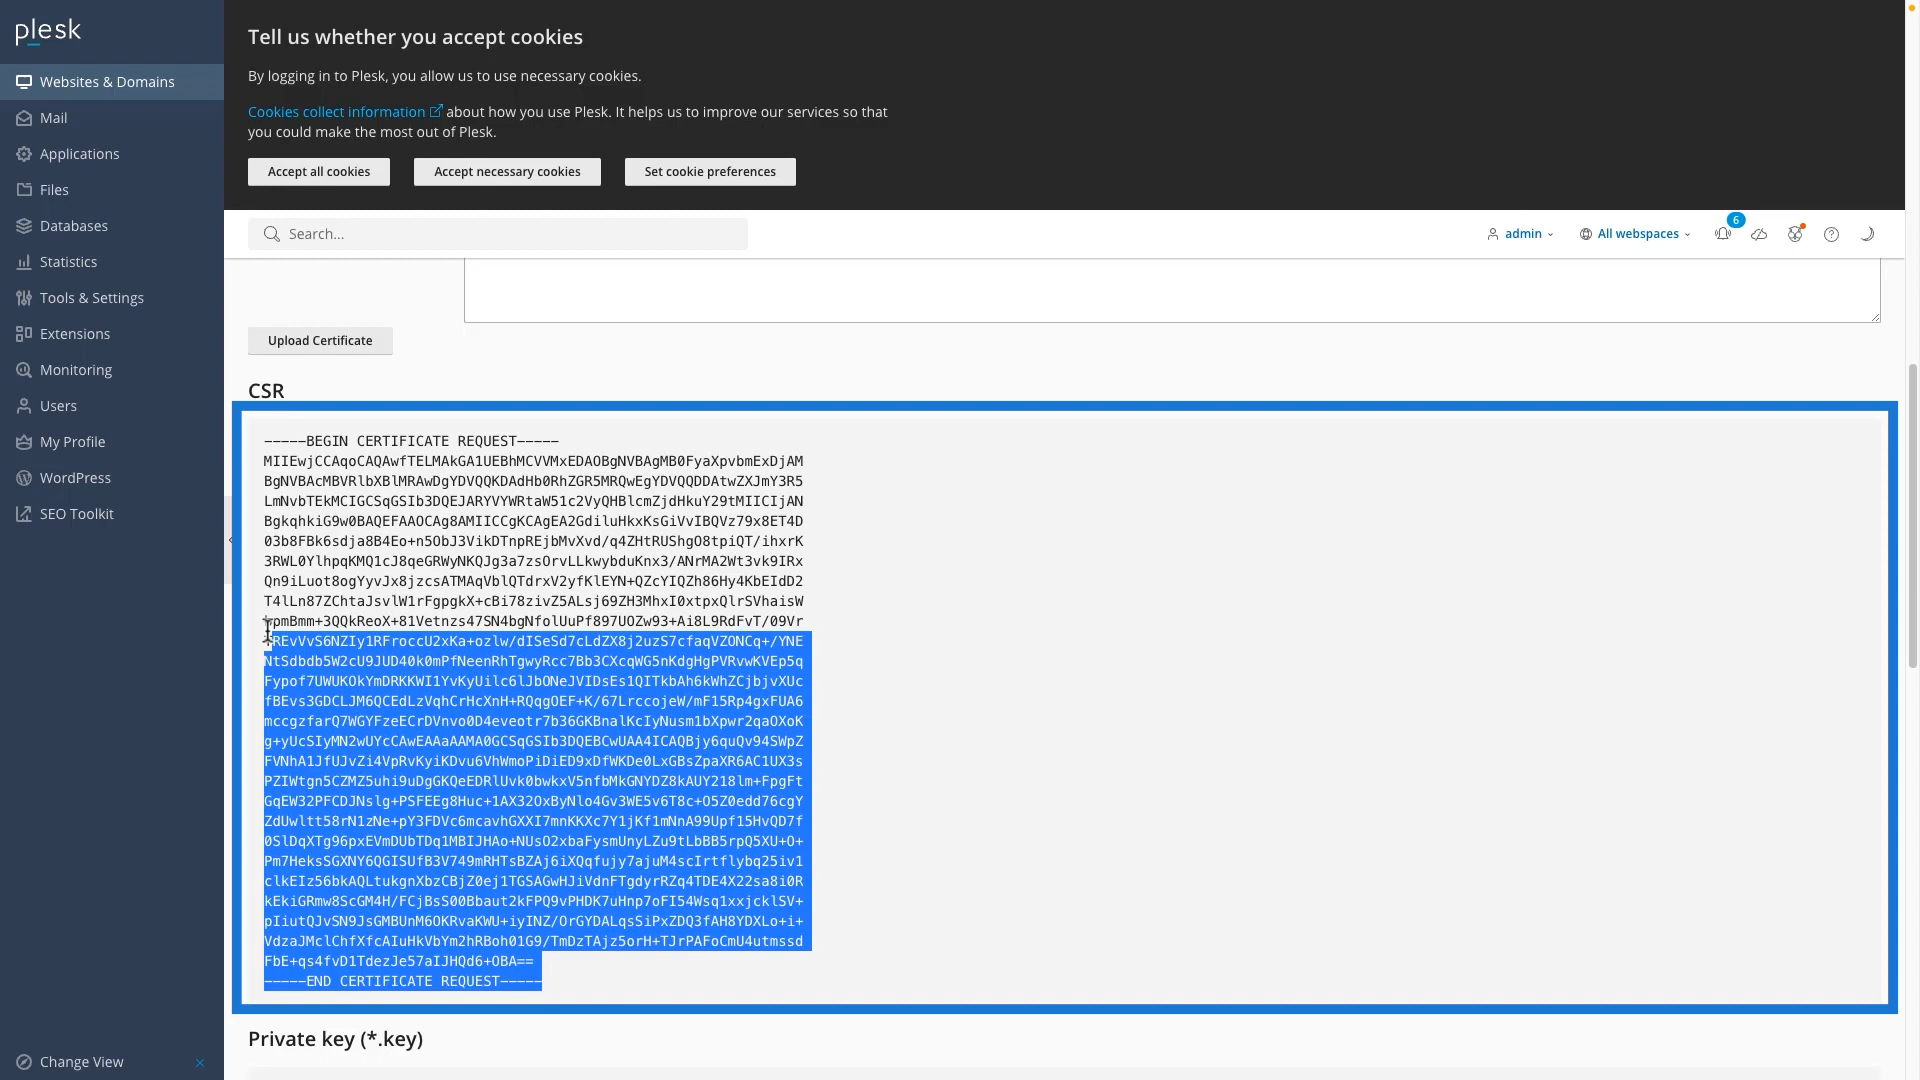 plesk
Websites & Domains
Mail
Applications
Files
Databases
Statistics
Tools & Settings
Extensions
Monitoring
Users
My Profile
WordPress
SEO Toolkit
Change View
Tell us whether you accept cookies
By logging in to Plesk, you allow us to use necessary cookies.
Cookies collect information about how you use Plesk. It helps us to improve our services so that
you could make the most out of Plesk.
Accept all cookies
Accept necessary cookies
Set cookie preferences
Search...
admin
All webspaces
6
Upload Certificate
CSR
-----BEGIN CERTIFICATE REQUEST-----
MIIEwjCCAqoCAQAwfTELMAkGA1UEBhMCVVMxEDAOBgNVBAgMB0FyaXpvbmExDjAM
BgNVBAcMBVRlbXBlMRAwDgYDVQQKDAdHb0RhZGR5MRQwEgYDVQQDDAtwZXJmY3R5
LmNvbTEkMCIGCSqGSIb3DQEJARYVYWRtaW51c2VyQHBlcmZjdHkuY29tMIICIjAN
BgkqhkiG9w0BAQEFAAOCAg8AMIICCgKCAgEA2GdiluHkxKsGiVvIBQVz79x8ET4D
03b8FBk6sdja8B4Eo+n5ObJ3VikDTnpREjbMvXvd/q4ZHtRUShgO8tpiQT/ihxrK
3RWL0YlhpqKMQ1cJ8qeGRWyNKQJg3a7zsOrvLLkwybduKnx3/ANrMA2Wt3vk9IRx
Qn9iLuot8ogYyvJx8jzcsATMAqVblQTdrxV2yfKlEYN+QZcYIQZh86Hy4KbEIdD2
T4lLn87ZChtaJsvlW1rFgpgkX+cBi78zivZ5ALsj69ZH3MhxI0xtpxQlrSVhaisW
pmBmm+3QQkReoX+81Vetnzs47SN4bgNfolUuPf897UOZw93+Ai8L9RdFvT/09Vr
REvVvS6NZIy1RFroccU2xKa+ozlw/dISeSd7cLdZX8j2uzS7cfaqVZONCq+/YNE
NtSdbdb5W2cU9JUD40k0mPfNeenRhTgwyRcc7Bb3CXcqWG5nKdgHgPVRvwKVEp5q
Fypof7UWUKOkYmDRKKWI1YvKyUilc6lJbONeJVIDsEs1QITkbAh6kWhZCjbjvXUc
fBEvs3GDCLJM6QCEdLzVqhCrHcXnH+RQqgOEF+K/67LrccojeW/mF15Rp4gxFUA6
mccgzfarQ7WGYFzeECrDVnvo0D4eveotr7b36GKBnalKcIyNusm1bXpwr2qaOXoK
g+yUcSIyMN2wUYcCAwEAAaAAMA0GCSqGSIb3DQEBCwUAA4ICAQBjy6quQv94SWpZ
FVNhA1JfUJvZi4VpRvKyiKDvu6VhWmoPiDiED9xDfWKDe0LxGBsZpaXR6AC1UX3s
PZIWtgn5CZMZ5uhi9uDgGKQeEDRlUvk0bwkxV5nfbMkGNYDZ8kAUY218lm+FpgFt
GqEW32PFCDJNslg+PSFEEg8Huc+1AX32OxByNlo4Gv3WE5v6T8c+O5Z0edd76cgY
ZdUwltt58rN1zNe+pY3FDVc6mcavhGXXI7mnKKXc7Y1jKf1mNnA99Upf15HvQD7f
0SlDqXTg96pxEVmDUbTDq1MBIJHAo+NUsO2xbaFysmUnyLZu9tLbBB5rpQ5XU+O+
Pm7HeksSGXNY6QGISUfB3V749mRHTsBZAj6iXQqfujy7ajuM4scIrtflybq25iv1
clkEIz56bkAQLtukgnXbzCBjZ0ej1TGSAGwHJiVdnFTgdyrRZq4TDE4X22sa8i0R
kEkiGRmw8ScGM4H/FCjBsS00Bbaut2kFPQ9vPHDK7uHnp7oFI54Wsq1xxjcklSV+
pIiutQJvSN9JsGMBUnM6OKRvaKWU+iyINZ/OrGYDALqsSiPxZDQ3fAH8YDXLo+i+
VdzaJMclChfXfcAIuHkVbYm2hRBoh01G9/TmDzTAjz5orH+TJrPAFoCmU4utmssd
FbE+qs4fvD1TdezJe57aIJHQd6+OBA==
-----END CERTIFICATE REQUEST-----
Private key (*.key)